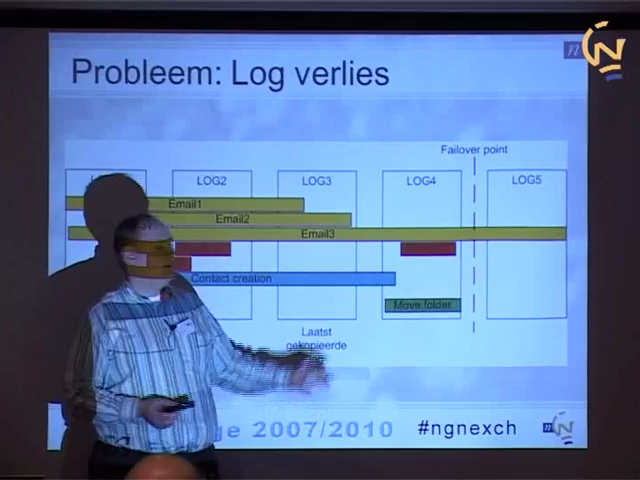 Probleem: Log verlies
Failover point
LOG2
LOG3
LOG4
LOG5
Email1
Email2
Email3
Contact creation
Move folder
Laatst
gekopieerde
2007/2010
#ngnexch